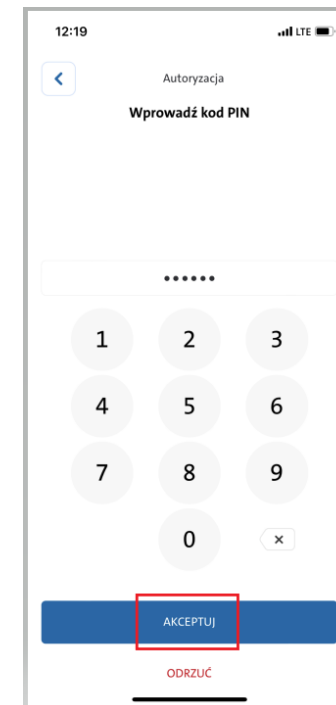 12:19 LTE
Autoryzacja
Wprowadź kod PIN
••••••
1 2 3
4 5 6
7 8 9
0 ×
AKCEPTUJ
ODRZUĆ